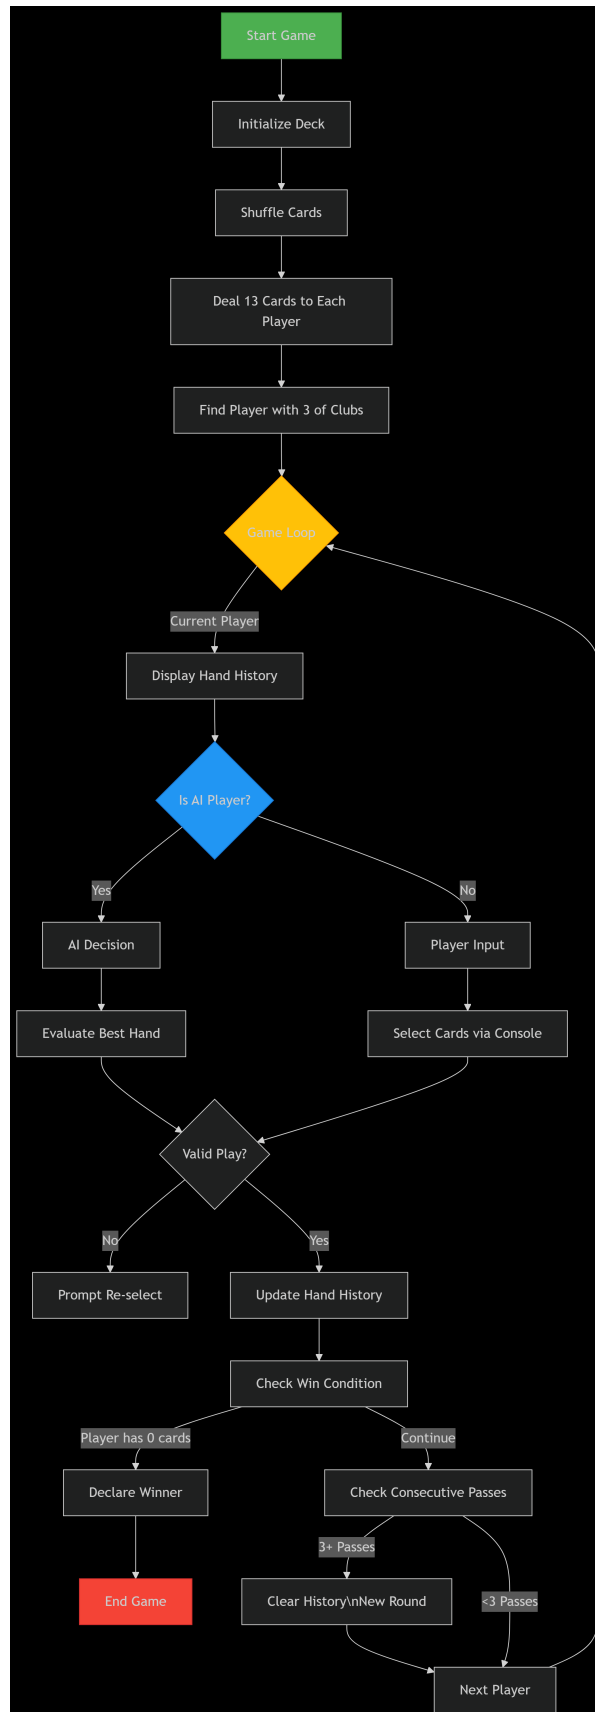 Start Game
Initialize Deck
Shuffle Cards
Deal 13 Cards to Each
Player
Find Player with 3 of Clubs
Game Loop
Current Player
Display Hand History
Is AI Player?
Yes
No
AI Decision
Player Input
Evaluate Best Hand
Select Cards via Console
Valid Play?
No
Yes
Prompt Re-select
Update Hand History
Check Win Condition
Player has 0 cards
Continue
Declare Winner
Check Consecutive Passes
3+ Passes
End Game
Clear History\nNew Round
<3 Passes
Next Player